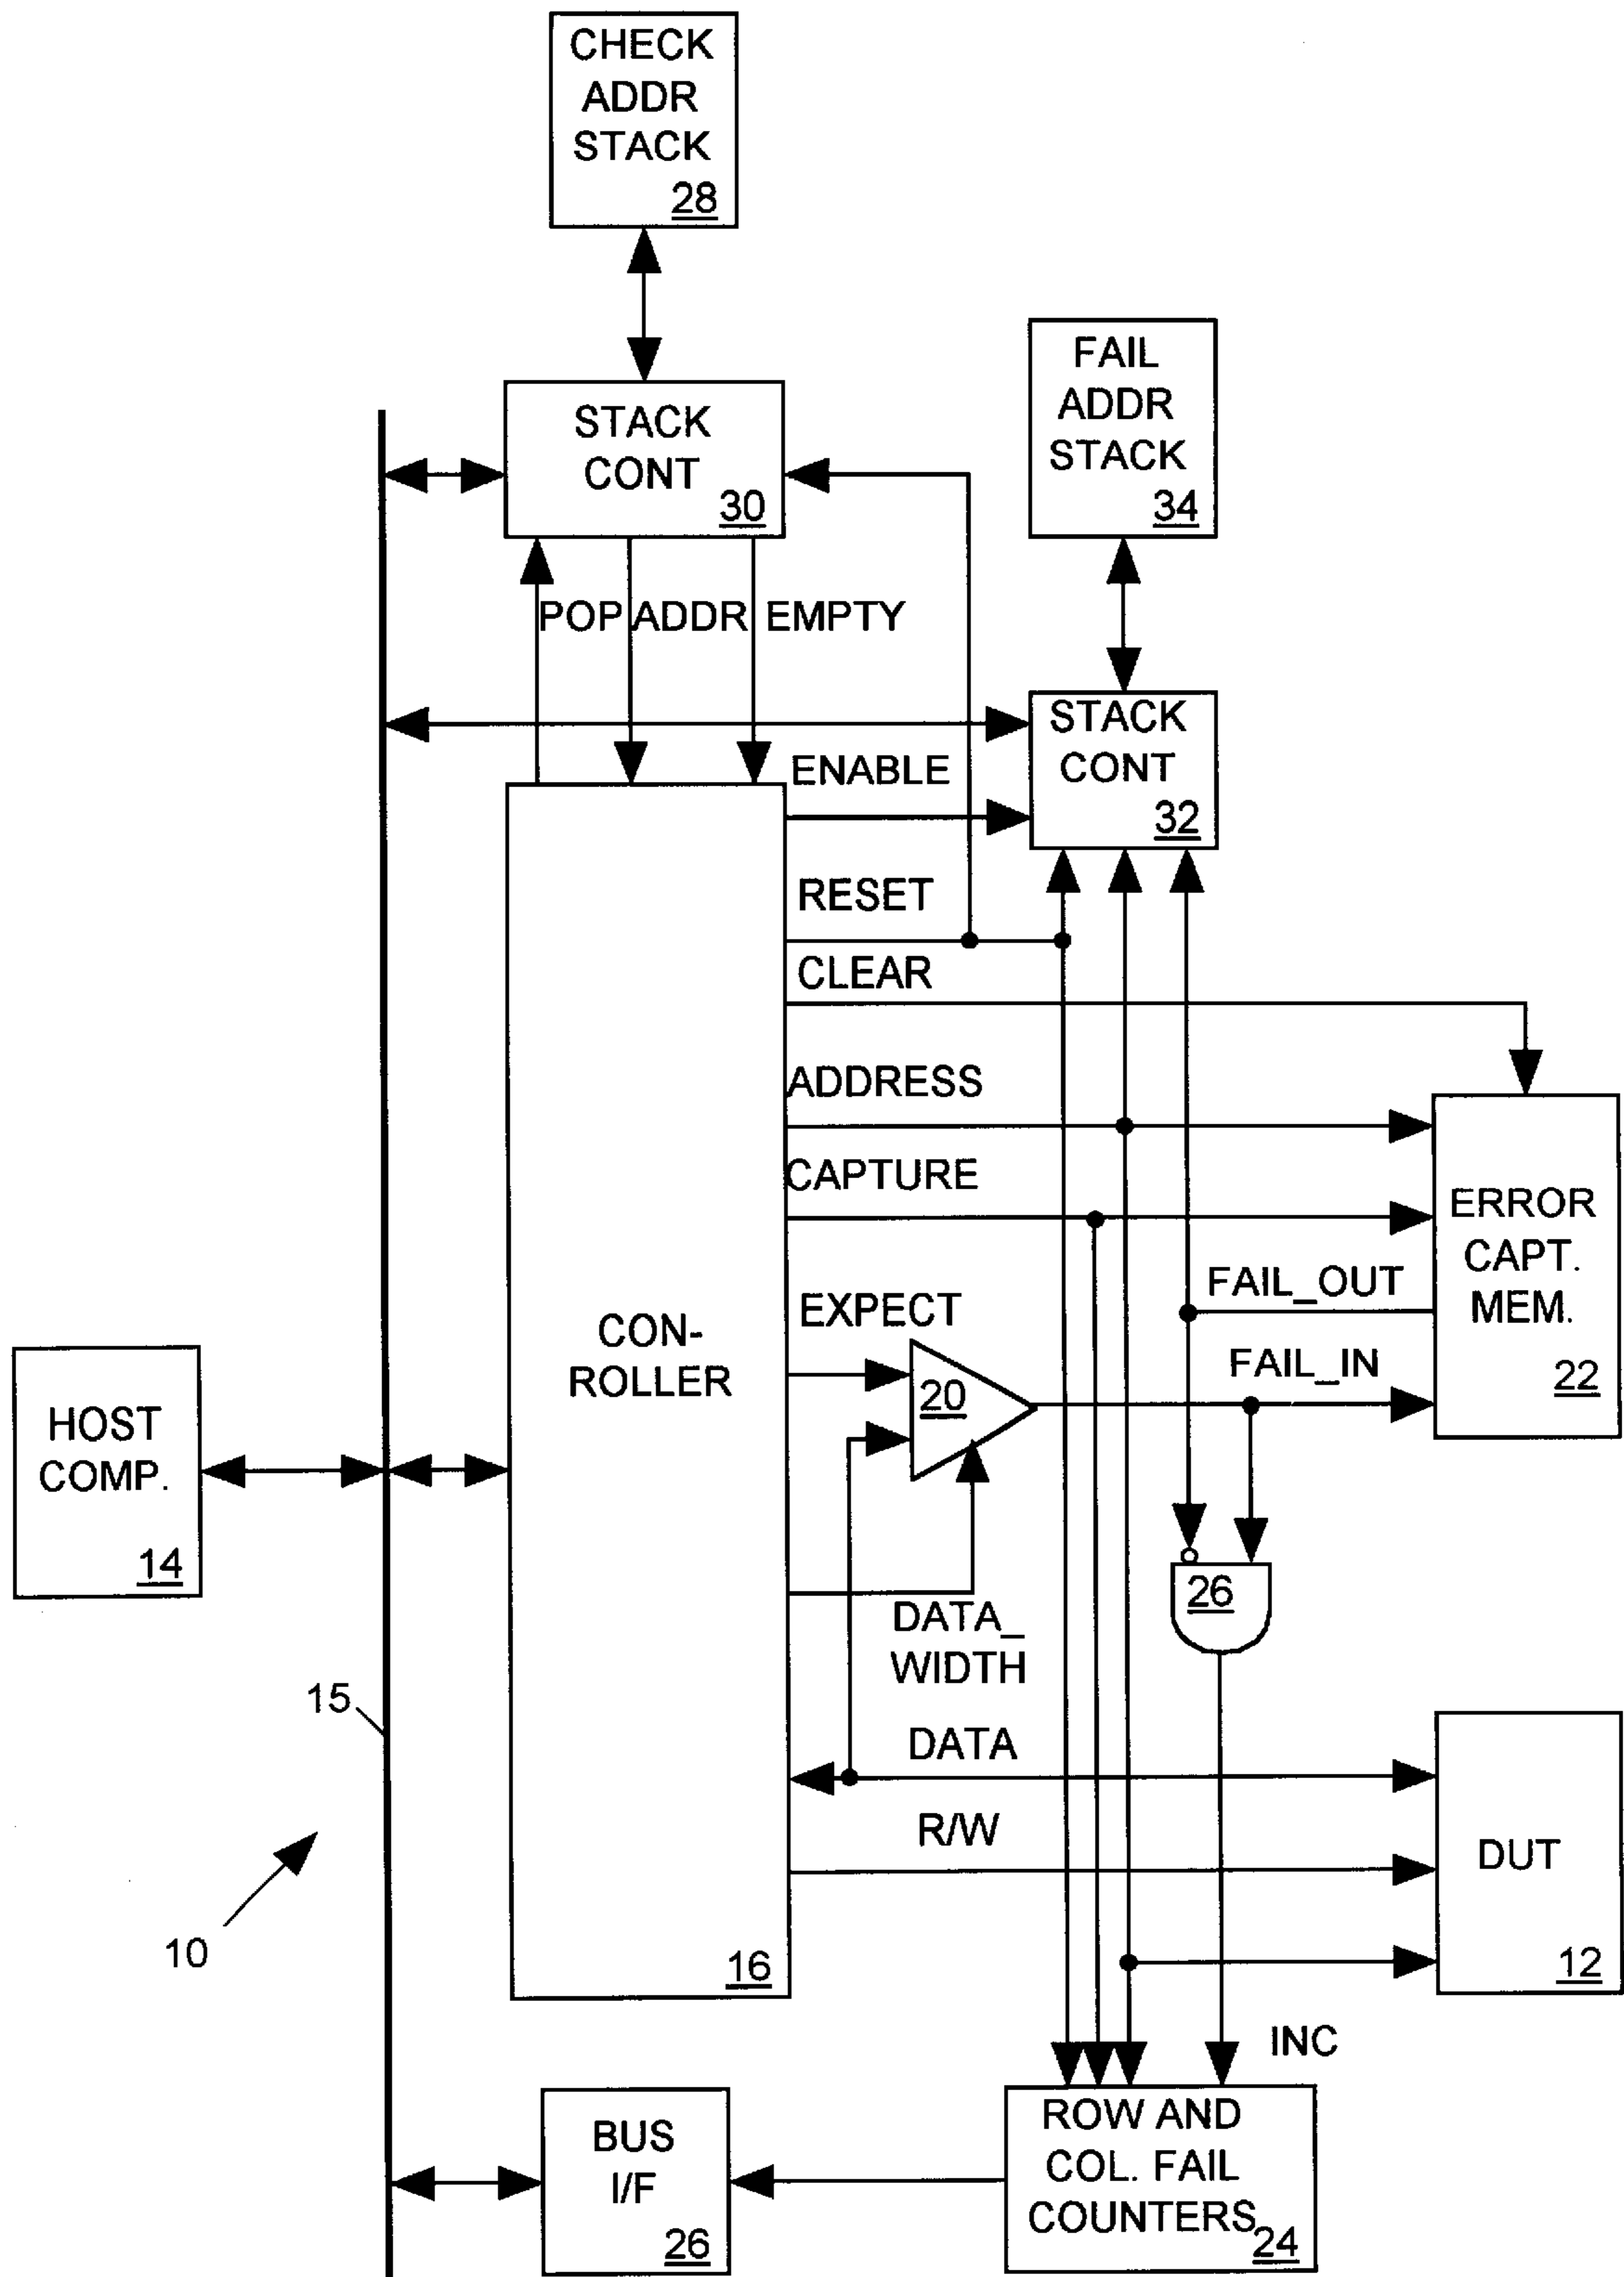 CHECK
ADDR
STACK
28
FAIL
ADDR
STACK
34
STACK
CONT
30
POP ADDR EMPTY
STACK
CONT
32
ENABLE
RESET
CLEAR
ADDRESS
CAPTURE
ERROR
CAPT.
MEM.
22
FAIL_OUT
FAIL_IN
EXPECT
20
CON-
ROLLER
16
HOST
COMP.
14
26
DATA_
WIDTH
15
DATA
R/W
DUT
12
10
INC
BUS
I/F
26
ROW AND
COL. FAIL
COUNTERS
24